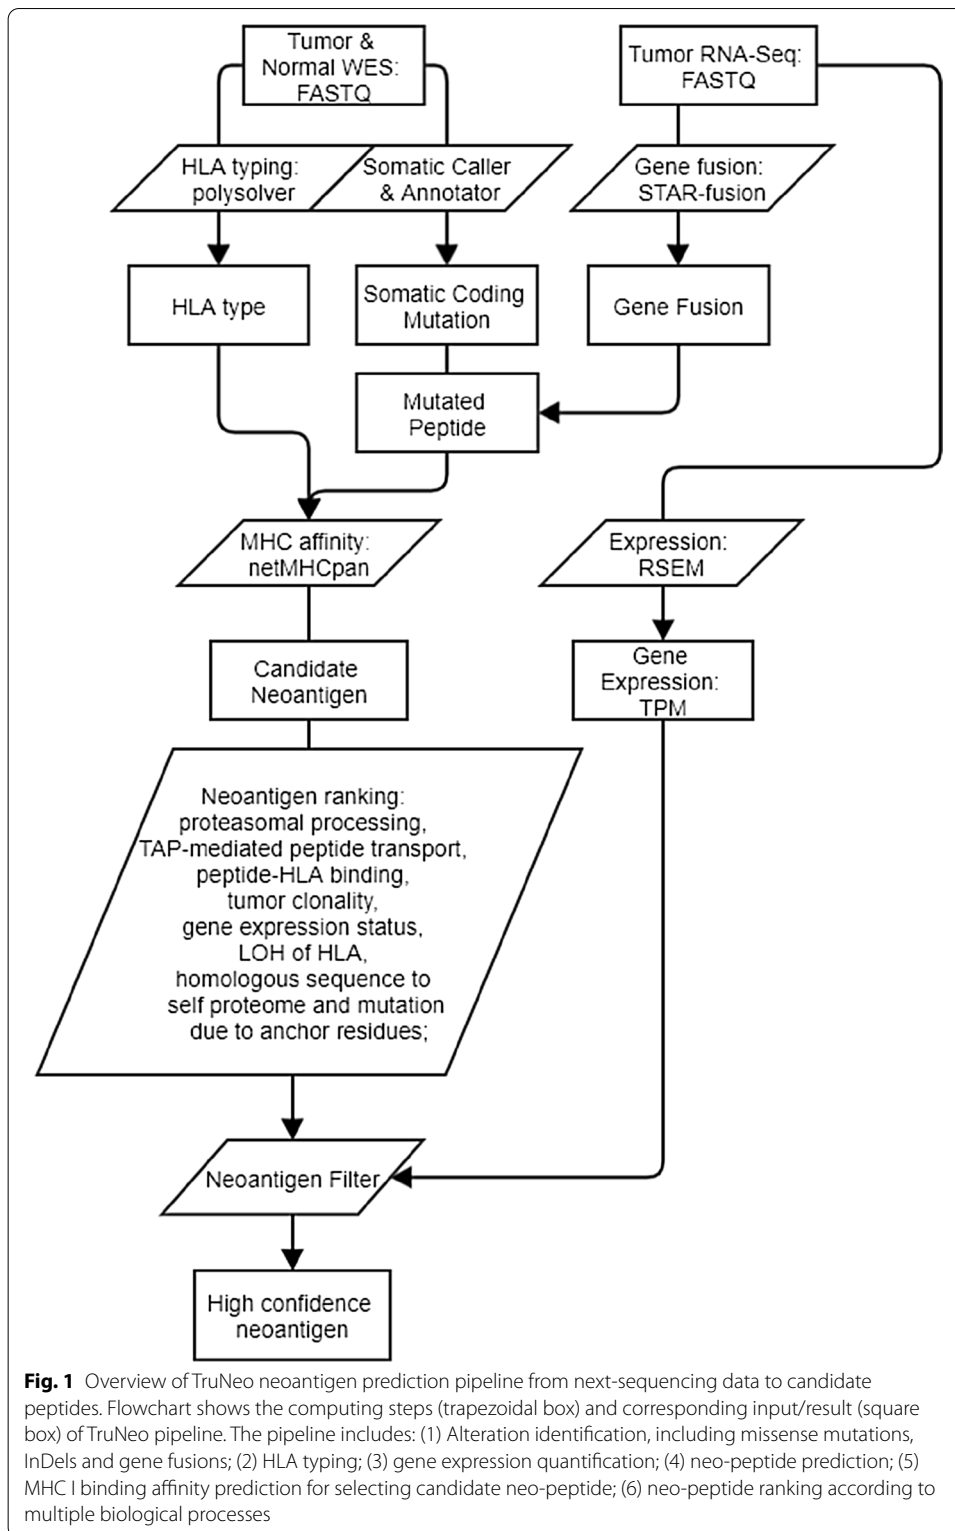 Tumor &
Normal WES:
FASTQ
Tumor RNA-Seq:
FASTQ
HLA typing:
polysolver
Somatic Caller
& Annotator
Gene fusion:
STAR-fusion
HLA type
Somatic Coding
Mutation
Gene Fusion
Mutated
Peptide
MHC affinity:
netMHCpan
Expression:
RSEM
Candidate
Neoantigen
Gene
Expression:
TPM
Neoantigen ranking:
proteasomal processing,
TAP-mediated peptide transport,
peptide-HLA binding,
tumor clonality,
gene expression status,
LOH of HLA,
homologous sequence to
self proteome and mutation
due to anchor residues;
Neoantigen Filter
High confidence
neoantigen
Fig. 1 Overview of TruNeo neoantigen prediction pipeline from next-sequencing data to candidate
peptides. Flowchart shows the computing steps (trapezoidal box) and corresponding input/result (square
box) of TruNeo pipeline. The pipeline includes: (1) Alteration identification, including missense mutations,
InDels and gene fusions; (2) HLA typing; (3) gene expression quantification; (4) neo-peptide prediction; (5)
MHC I binding affinity prediction for selecting candidate neo-peptide; (6) neo-peptide ranking according to
multiple biological processes